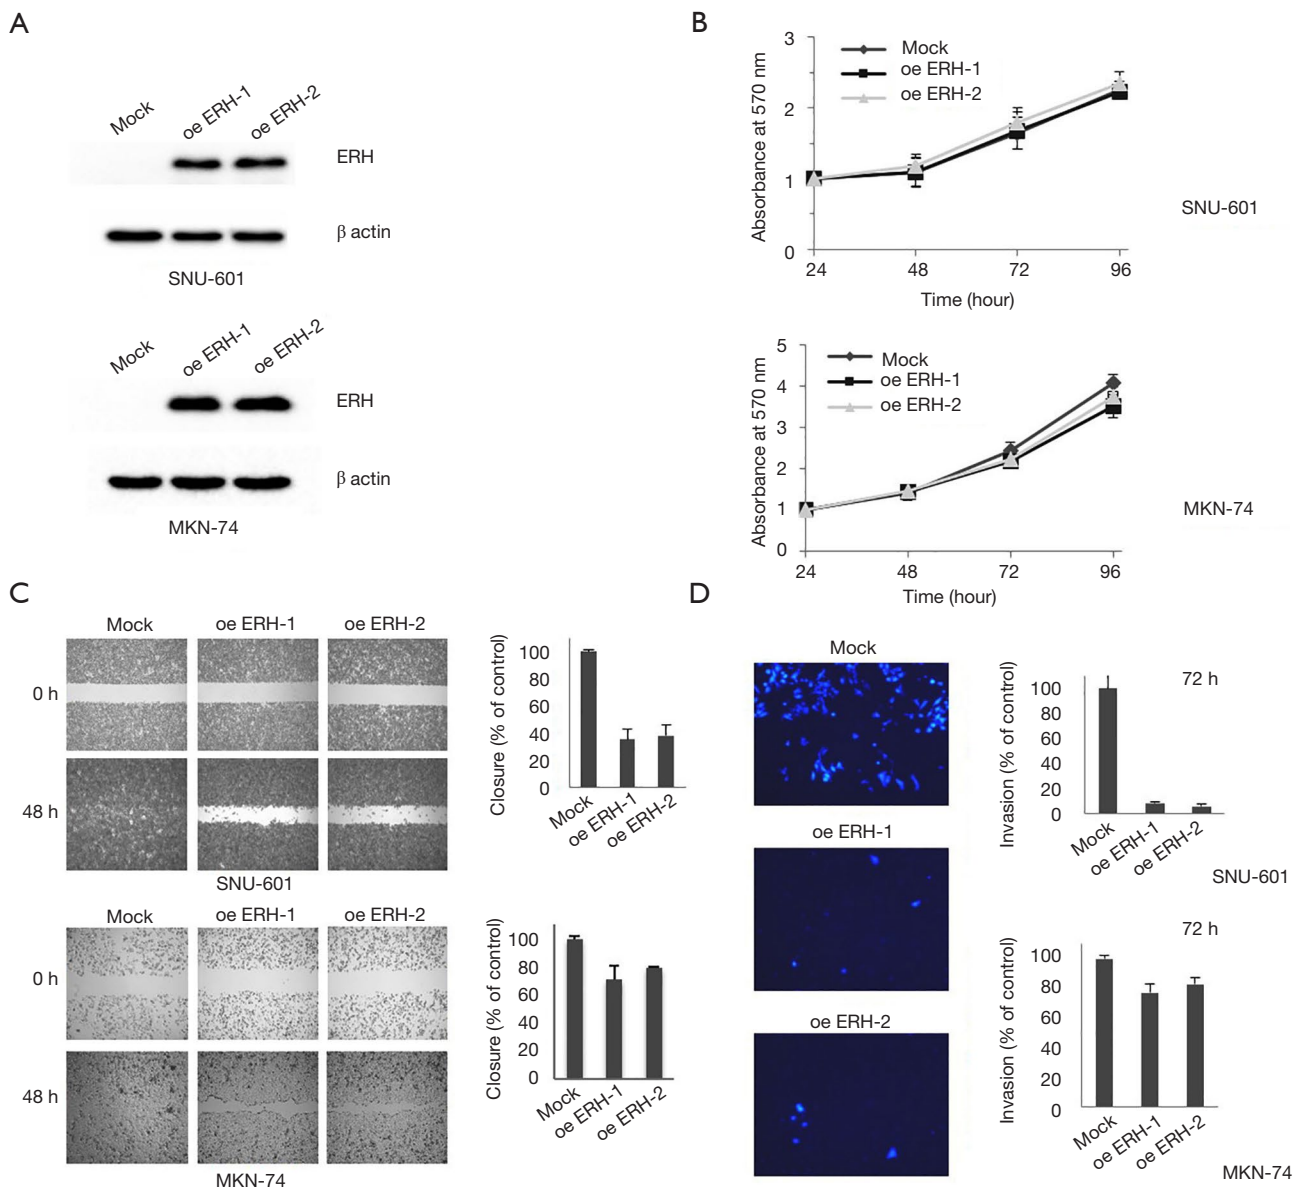 A
Mock
oe ERH-1
oe ERH-2
ERH
β actin
SNU-601
Mock
oe ERH-1
oe ERH-2
ERH
β actin
MKN-74
B
Absorbance at 570 nm
3
2
1
0
Mock
oe ERH-1
oe ERH-2
24 48 72 96
Time (hour)
SNU-601
Absorbance at 570 nm
5
4
3
2
1
0
Mock
oe ERH-1
oe ERH-2
24 48 72 96
Time (hour)
MKN-74
C
Mock oe ERH-1 oe ERH-2
0 h
48 h
SNU-601
Closure (% of control)
100
80
60
40
20
0
Mock
oe ERH-1
oe ERH-2
Mock oe ERH-1 oe ERH-2
0 h
48 h
MKN-74
Closure (% of control)
100
80
60
40
20
0
Mock
oe ERH-1
oe ERH-2
D
Mock
oe ERH-1
oe ERH-2
Invasion (% of control)
100
80
60
40
20
0
72 h
Mock
oe ERH-1
oe ERH-2
SNU-601
Invasion (% of control)
100
80
60
40
20
0
72 h
Mock
oe ERH-1
oe ERH-2
MKN-74